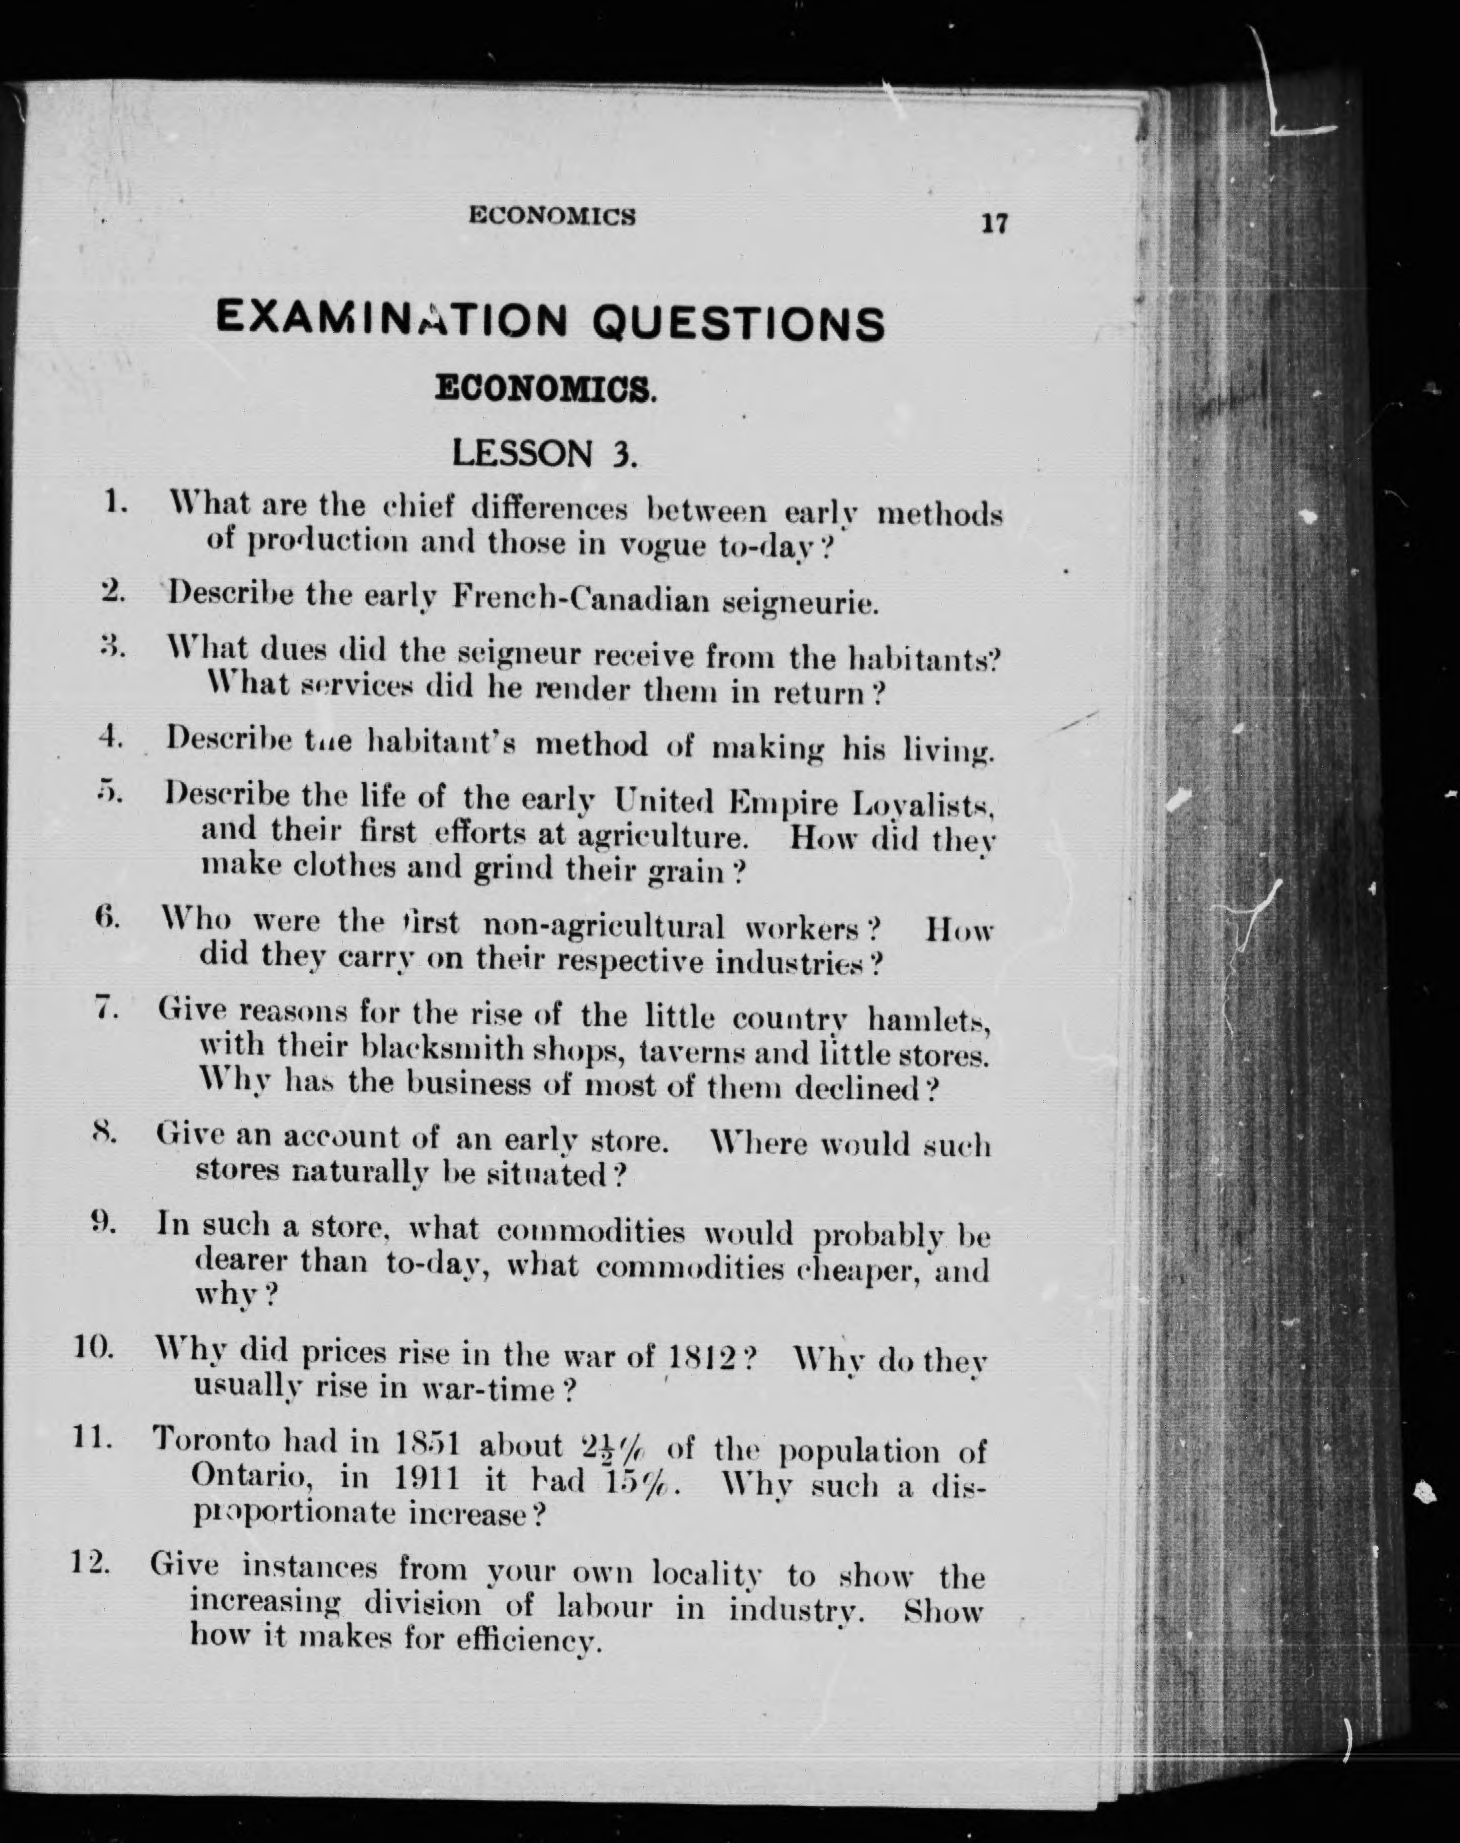 ECONOMICS 17
EXAMINATION QUESTIONS
ECONOMICS.
LESSON 3.
1. What are the chief differences between early methods
of production and those in vogue to-day?
2. Describe the early French-Canadian seigneurie.
3. What dues did the seigneur receive from the habitants?
What services did he render them in return?
4. Describe the habitant's method of making his living.
5. Describe the life of the early United Empire Loyalists,
and their first efforts at agriculture. How did they
make clothes and grind their grain?
6. Who were the first non-agricultural workers? How
did they carry on their respective industries?
7. Give reasons for the rise of the little country hamlets,
with their blacksmith shops, taverns and little stores.
Why has the business of most of them declined?
8. Give an account of an early store. Where would such
stores naturally be situated?
9. In such a store, what commodities would probably be
dearer than to-day, what commodities cheaper, and
why?
10. Why did prices rise in the war of 1812? Why do they
usually rise in war-time?
11. Toronto had in 1851 about 2½% of the population of
Ontario, in 1911 it had 15%. Why such a dis-
proportionate increase?
12. Give instances from your own locality to show the
increasing division of labour in industry. Show
how it makes for efficiency.